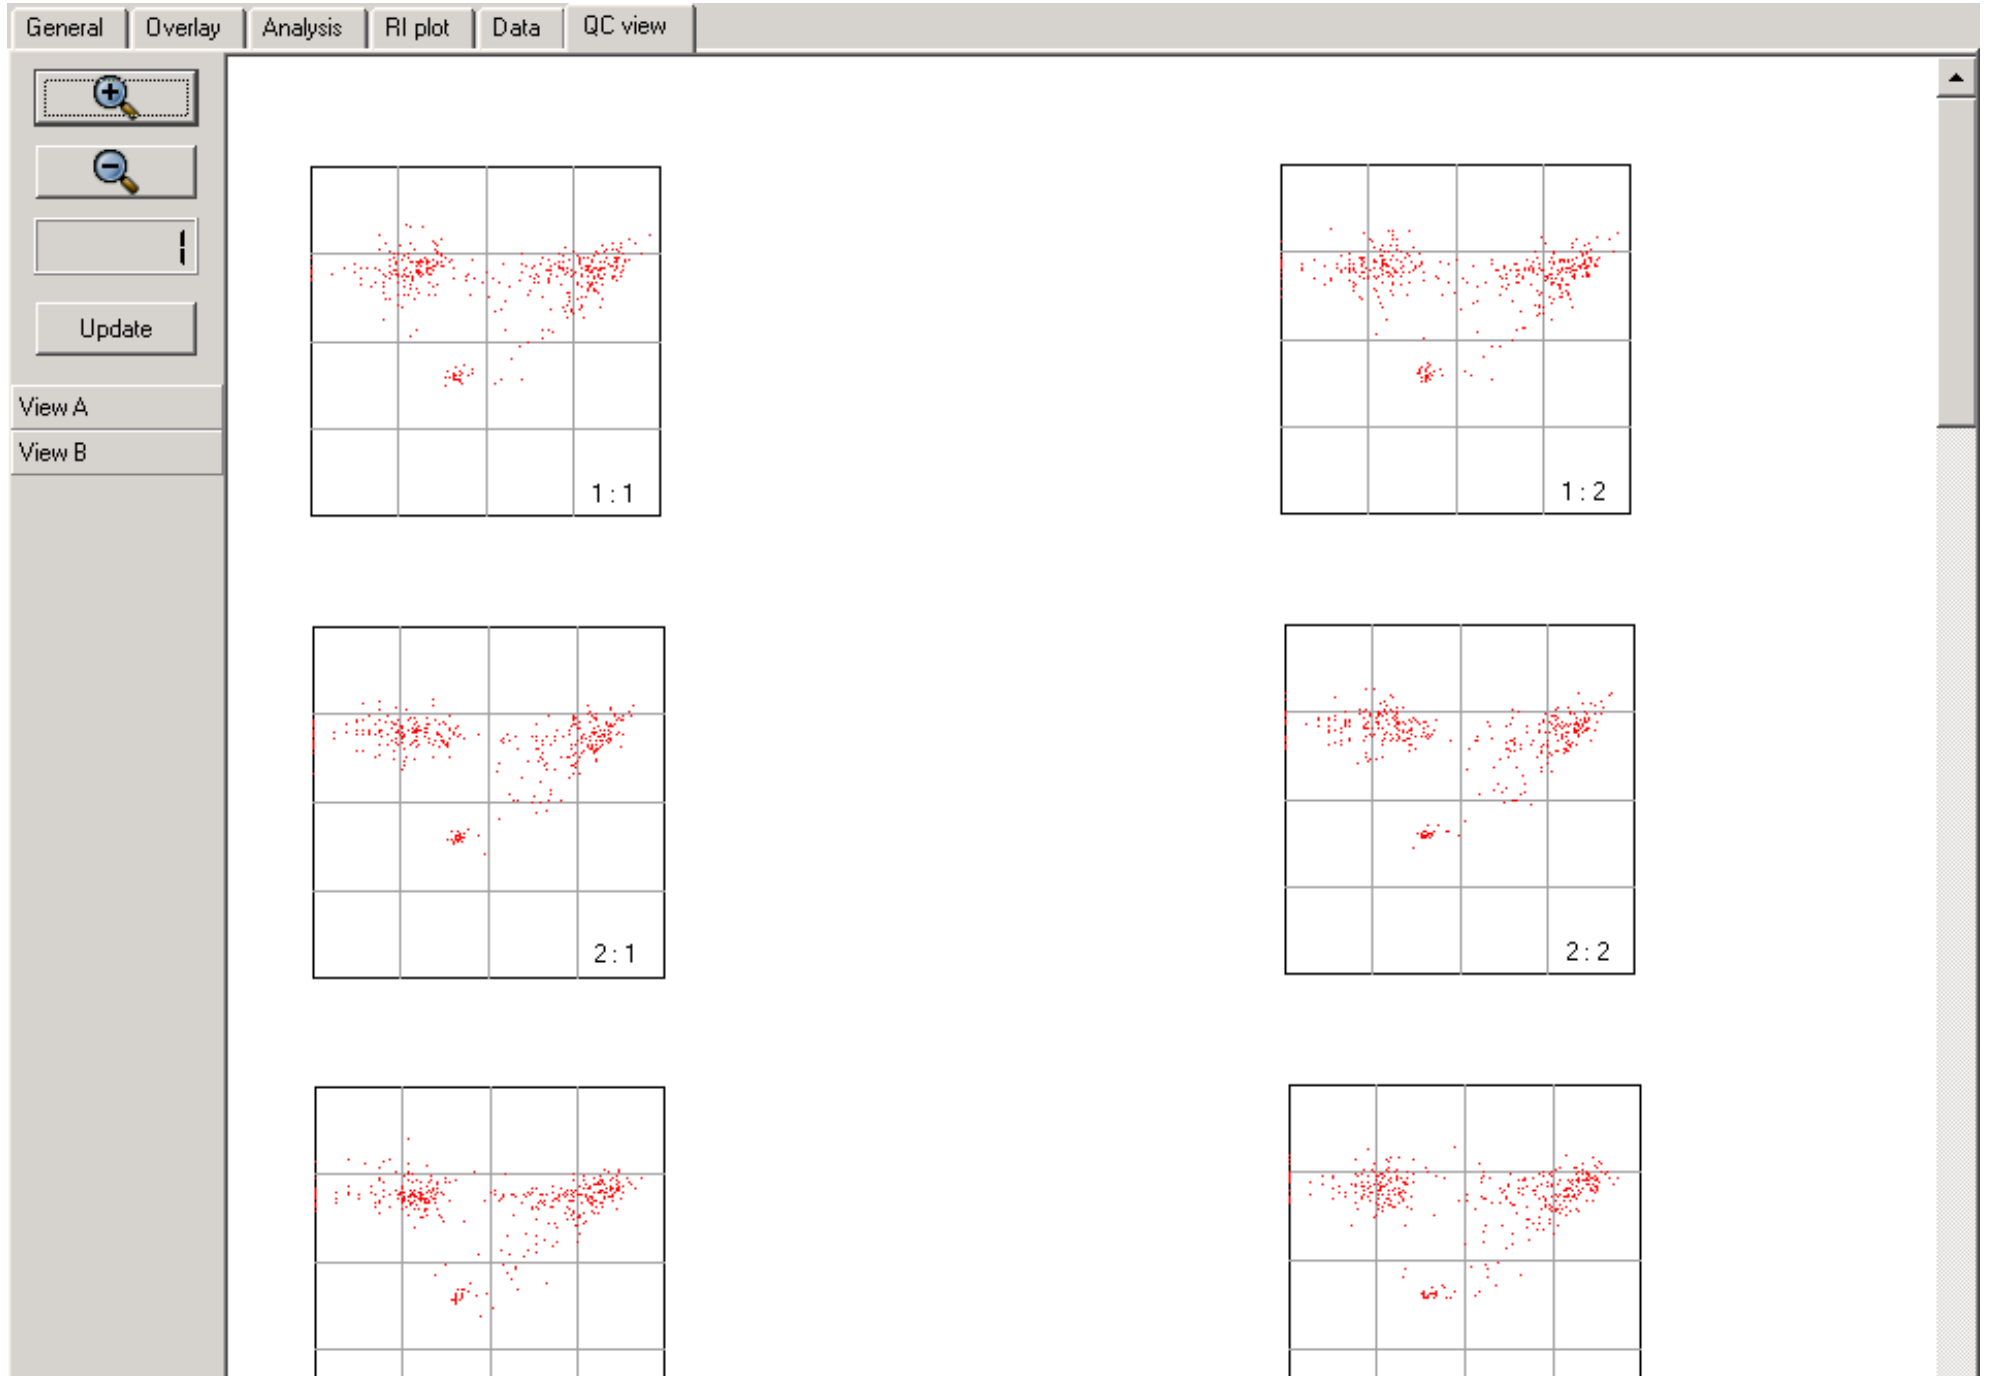 General Overlay Analysis RI plot Data QC view
1
Update
View A
View B
1 : 1
1 : 2
2 : 1
2 : 2